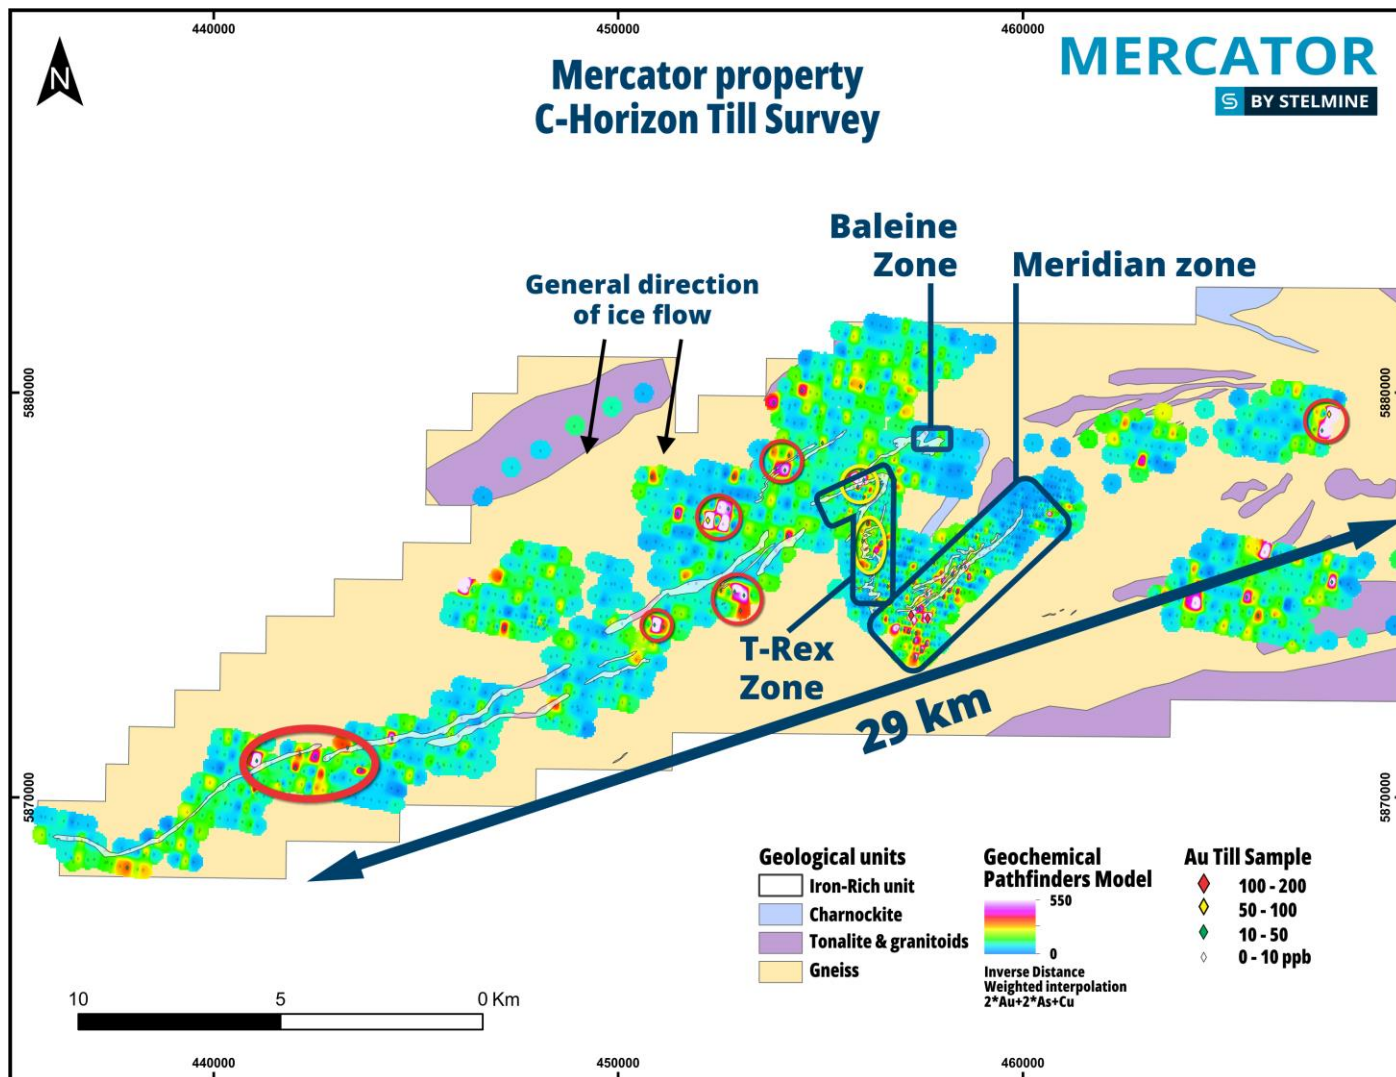 440000
450000
460000
N
Mercator property
C-Horizon Till Survey
MERCATOR
S BY STELMINE
Baleine
Zone
Meridian zone
General direction
of ice flow
5880000
5880000
T-Rex
Zone
29 km
5870000
5870000
Geological units
Iron-Rich unit
Charnockite
Tonalite & granitoids
Gneiss
Geochemical
Pathfinders Model
550
0
Inverse Distance
Weighted interpolation
2*Au+2*As+Cu
Au Till Sample
100 - 200
50 - 100
10 - 50
0 - 10 ppb
10 5 0 Km
440000
450000
460000